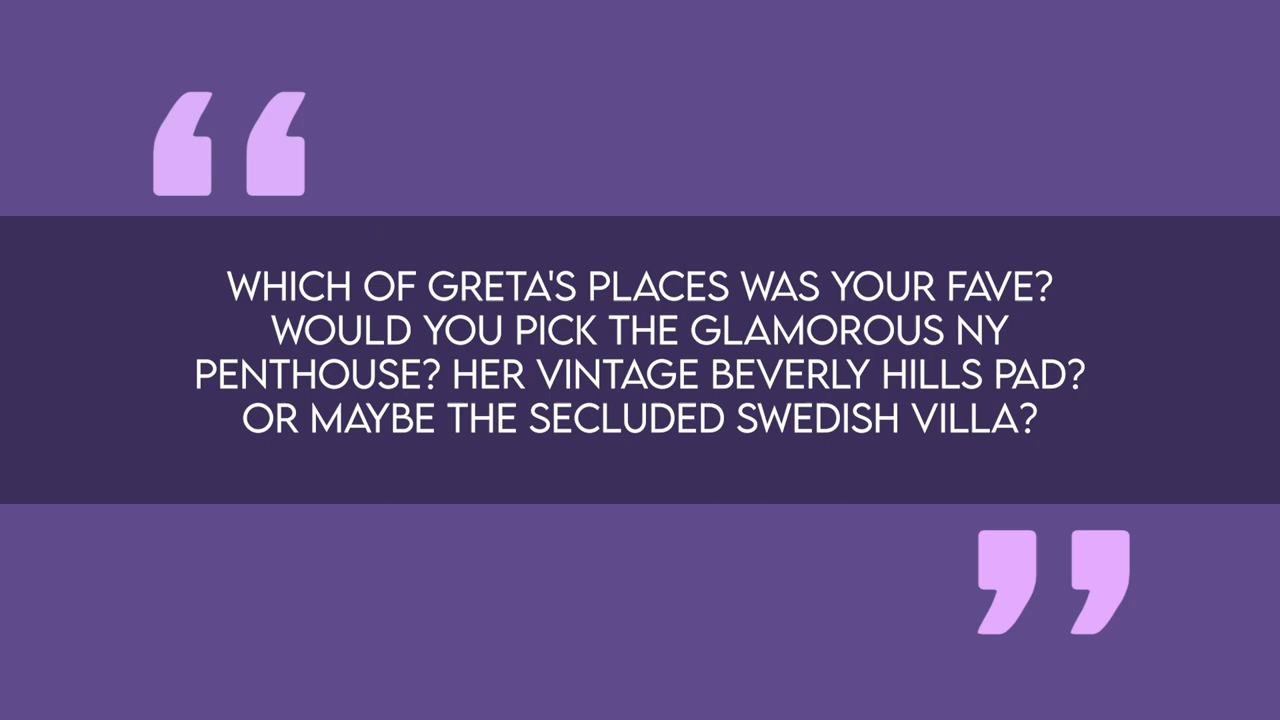 “
WHICH OF GRETA'S PLACES WAS YOUR FAVE?
WOULD YOU PICK THE GLAMOROUS NY
PENTHOUSE? HER VINTAGE BEVERLY HILLS PAD?
OR MAYBE THE SECLUDED SWEDISH VILLA?
”